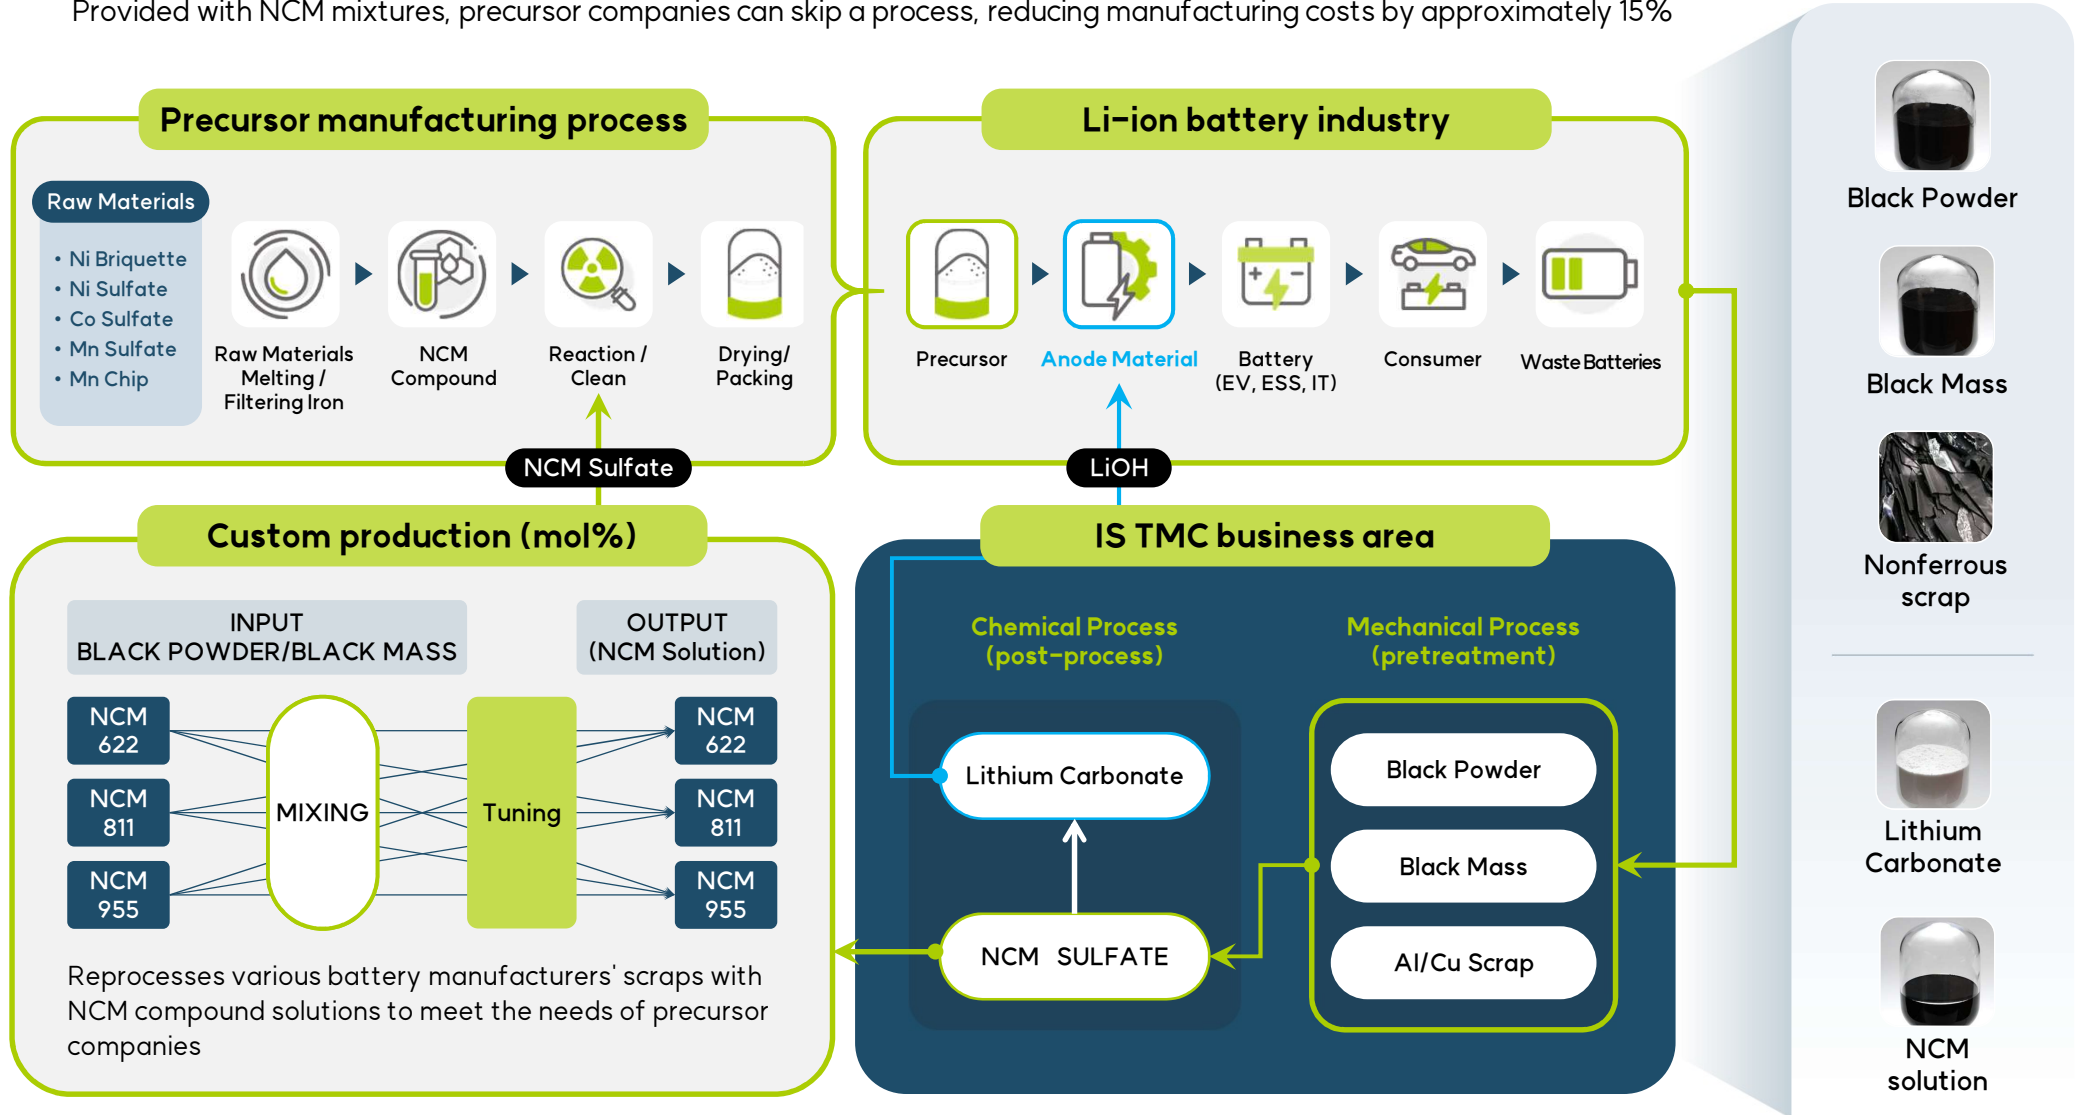 Provided with NCM mixtures, precursor companies can skip a process, reducing manufacturing costs by approximately 15%
Precursor manufacturing process
Raw Materials
• Ni Briquette
• Ni Sulfate
• Co Sulfate
• Mn Sulfate
• Mn Chip
Raw Materials
Melting /
Filtering Iron
NCM
Compound
Reaction /
Clean
Drying/
Packing
NCM Sulfate
Li-ion battery industry
Precursor
Anode Material
Battery
(EV, ESS, IT)
Consumer
Waste Batteries
LiOH
Custom production (mol%)
INPUT
BLACK POWDER/BLACK MASS
OUTPUT
(NCM Solution)
NCM
622
NCM
811
NCM
955
MIXING
Tuning
NCM
622
NCM
811
NCM
955
Reprocesses various battery manufacturers' scraps with
NCM compound solutions to meet the needs of precursor
companies
IS TMC business area
Chemical Process
(post-process)
Lithium Carbonate
NCM SULFATE
Mechanical Process
(pretreatment)
Black Powder
Black Mass
Al/Cu Scrap
Black Powder
Black Mass
Nonferrous
scrap
Lithium
Carbonate
NCM
solution